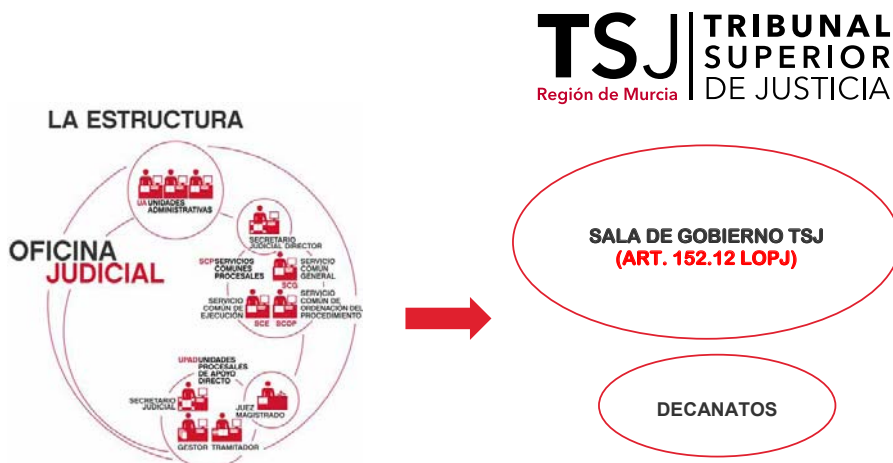 TSJ
Región de Murcia
TRIBUNAL
SUPERIOR
DE JUSTICIA
LA ESTRUCTURA
UA UNIDADES
ADMINISTRATIVAS
OFICINA
JUDICIAL
SECRETARIO
JUDICIAL DIRECTOR
SCP SERVICIOS
COMUNES
PROCESALES
SERVICIO
COMÚN
GENERAL
SCG
SERVICIO
COMÚN DE
EJECUCIÓN
SCE
SERVICIO
COMÚN DE
ORDENACIÓN DEL
PROCEDIMIENTO
SCOP
UPAD UNIDADES
PROCESALES
DE APOYO
DIRECTO
SECRETARIO
JUDICIAL
JUEZ
MAGISTRADO
GESTOR TRAMITADOR
SALA DE GOBIERNO TSJ
(ART. 152.12 LOPJ)
DECANATOS